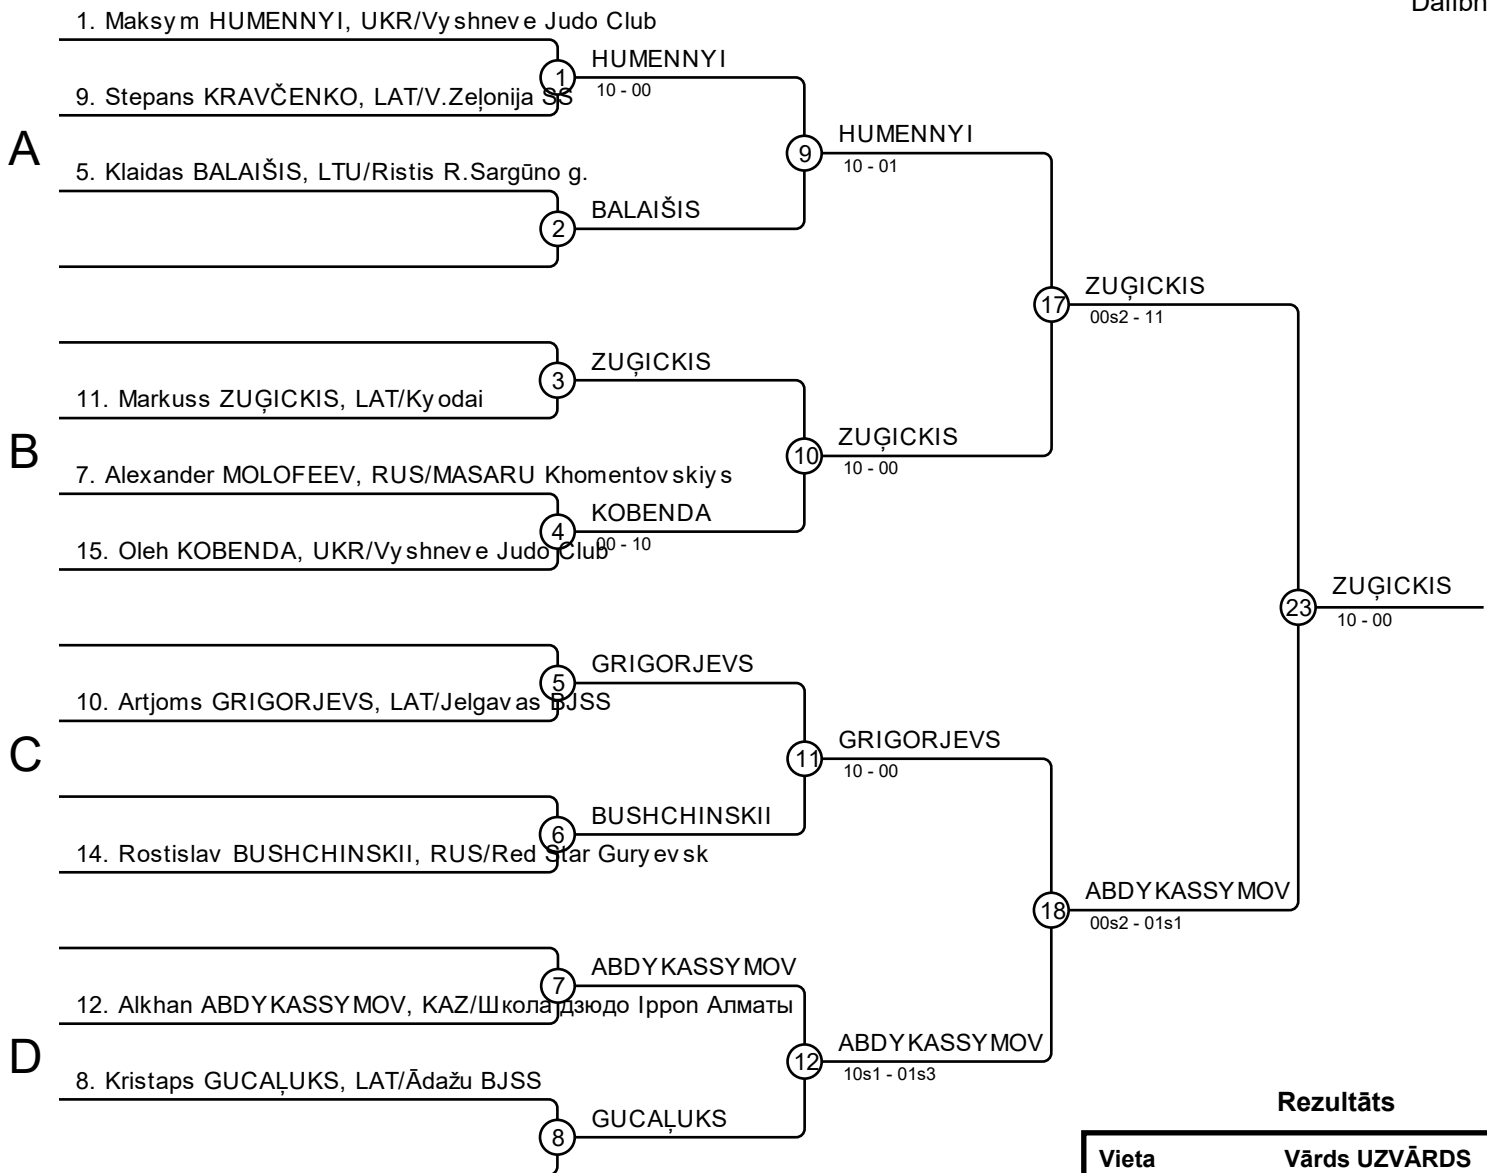 Dalībn
1. Maksym HUMENNYI, UKR/Vyshneve Judo Club
1
HUMENNYI
10 - 00
9. Stepans KRAVČENKO, LAT/V.Zeļonija SS
A
9
HUMENNYI
10 - 01
5. Klaidas BALAIŠIS, LTU/Ristis R.Sargūno g.
2
BALAIŠIS
17
ZUĢICKIS
00s2 - 11
3
ZUĢICKIS
11. Markuss ZUĢICKIS, LAT/Kyodai
B
10
ZUĢICKIS
10 - 00
7. Alexander MOLOFEEV, RUS/MASARU Khomentovskiys
4
KOBENDA
00 - 10
15. Oleh KOBENDA, UKR/Vyshneve Judo Club
23
ZUĢICKIS
10 - 00
5
GRIGORJEVS
10. Artjoms GRIGORJEVS, LAT/Jelgavas BJSS
C
11
GRIGORJEVS
10 - 00
6
BUSHCHINSKII
14. Rostislav BUSHCHINSKII, RUS/Red Star Guryevsk
18
ABDYKASSYMOV
00s2 - 01s1
7
ABDYKASSYMOV
12. Alkhan ABDYKASSYMOV, KAZ/Школа дзюдо Ippon Алматы
D
12
ABDYKASSYMOV
10s1 - 01s3
8. Kristaps GUCAĻUKS, LAT/Ādažu BJSS
8
GUCAĻUKS
Rezultāts
Vieta Vārds UZVĀRDS